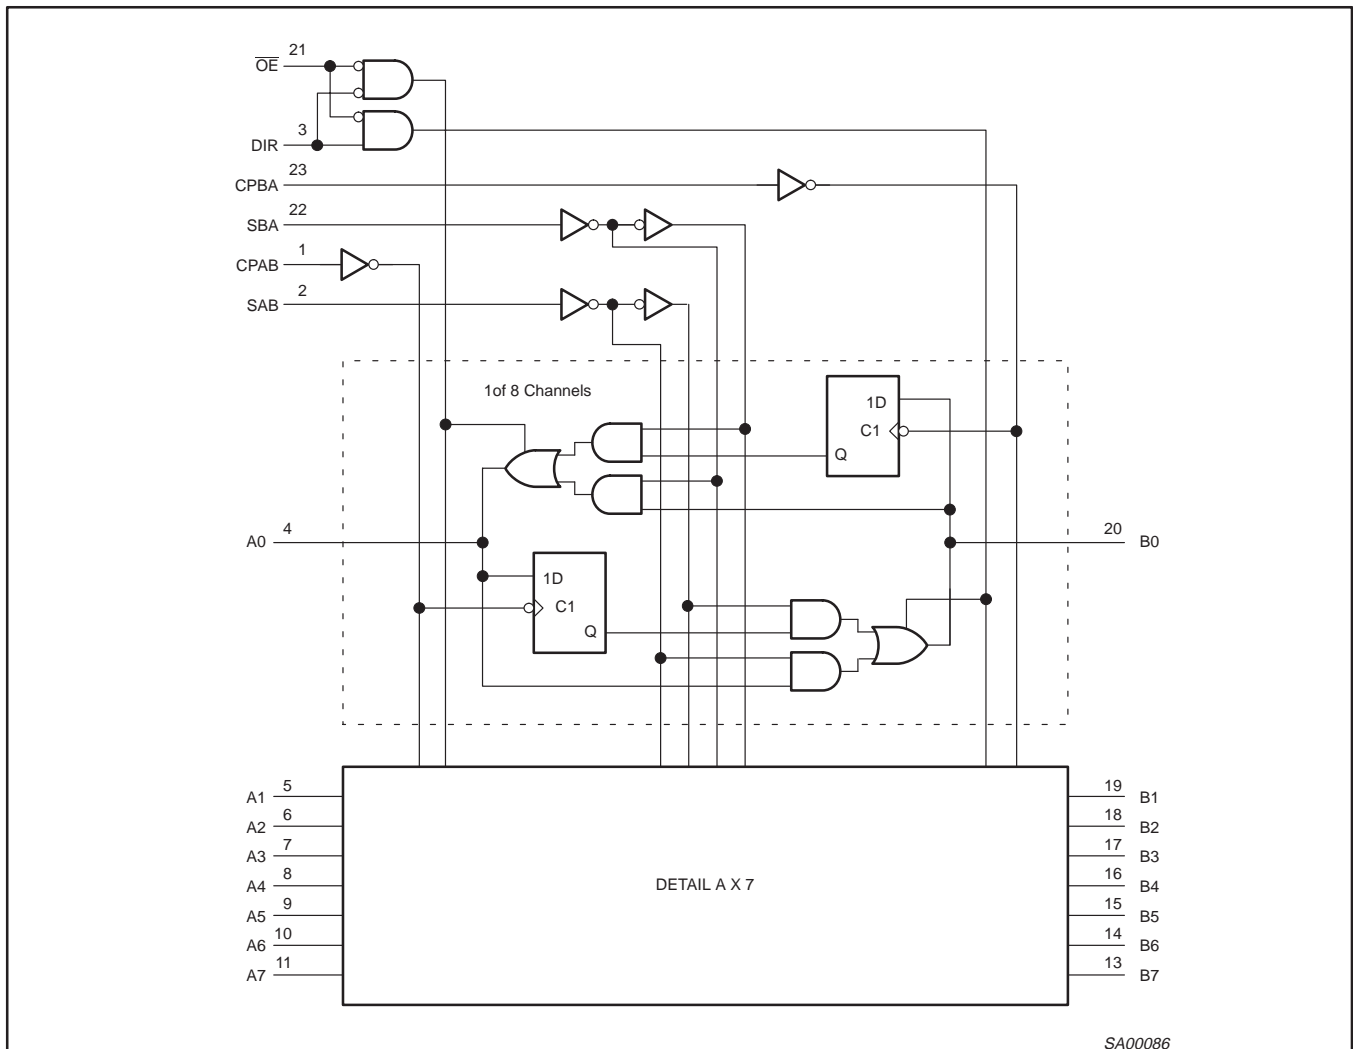 21
O̅E̅
3
DIR
23
CPBA
22
SBA
1
CPAB
2
SAB
1of 8 Channels
1D
C1
Q
4
A0
20
B0
1D
C1
Q
5
A1
19
B1
6
A2
18
B2
7
A3
17
B3
8
A4
DETAIL A X 7
16
B4
9
A5
15
B5
10
A6
14
B6
11
A7
13
B7
SA00086